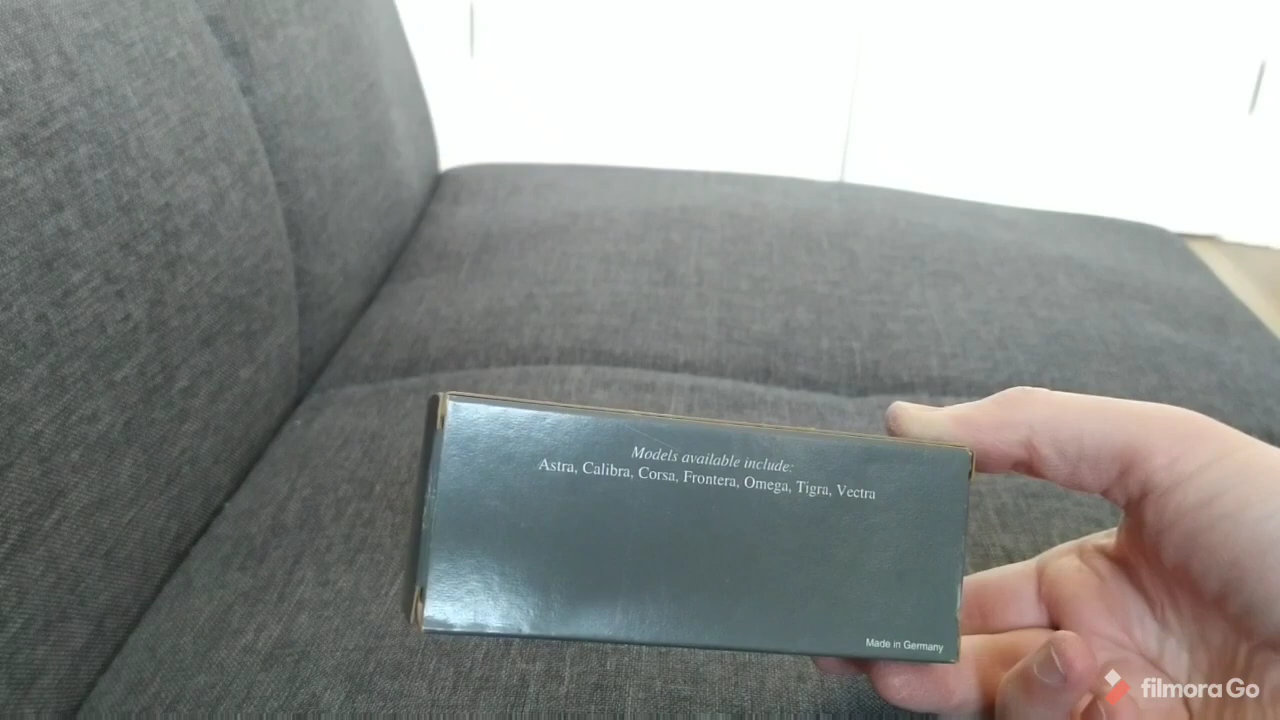 Models available include:
Astra, Calibra, Corsa, Frontera, Omega, Tigra, Vectra
Made in Germany
filmoraGo